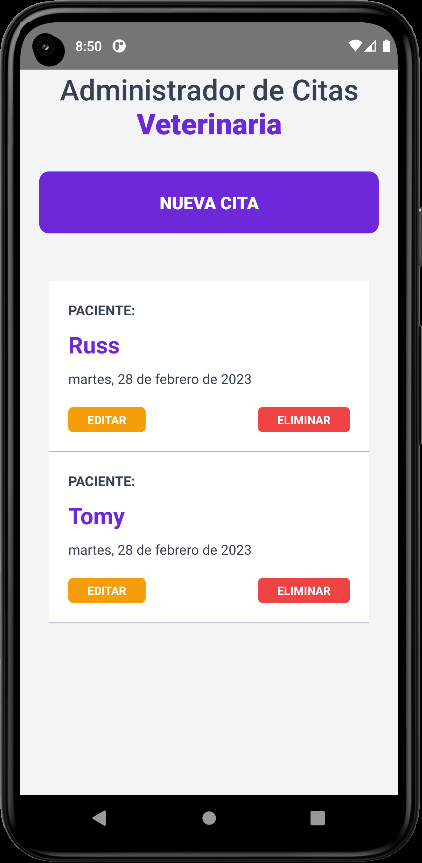 8:50
Administrador de Citas
Veterinaria
NUEVA CITA
PACIENTE:
Russ
martes, 28 de febrero de 2023
EDITAR ELIMINAR
PACIENTE:
Tomy
martes, 28 de febrero de 2023
EDITAR ELIMINAR